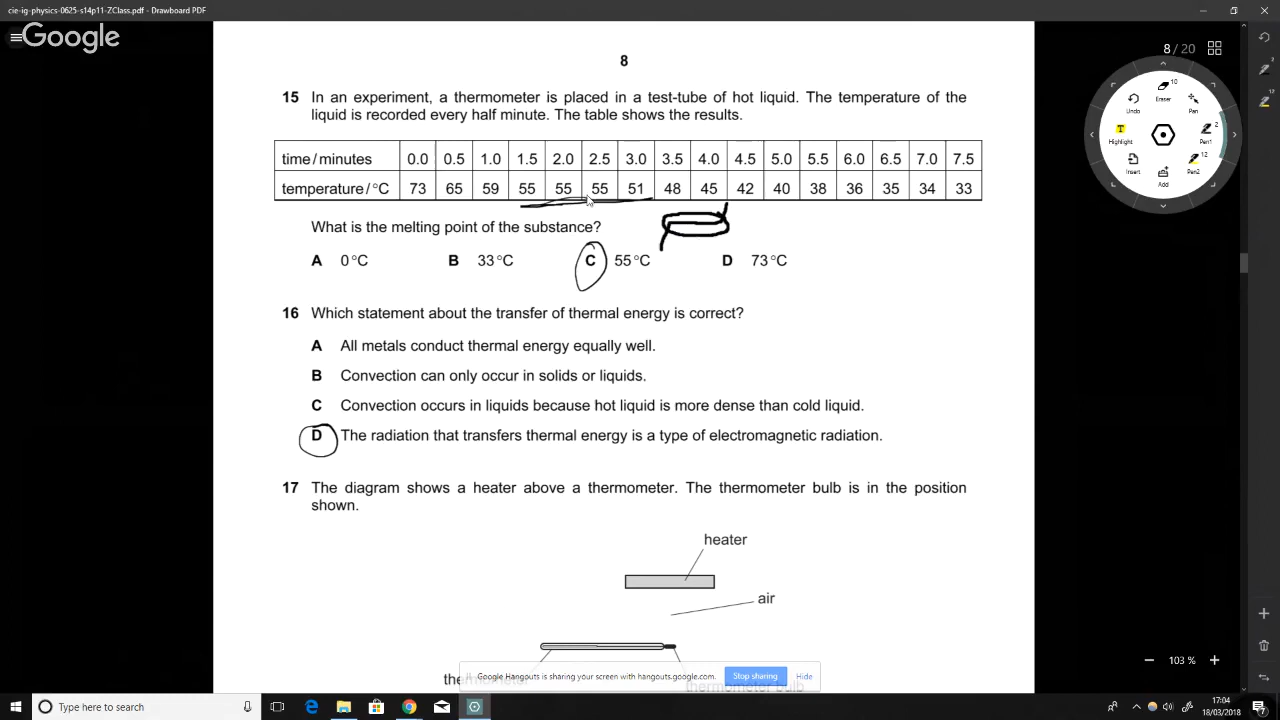 cie-ig-physics-0625-s14p11-ZClass.pdf - Drawboard PDF
Google
8 / 20
8
15 In an experiment, a thermometer is placed in a test-tube of hot liquid. The temperature of the
liquid is recorded every half minute. The table shows the results.
time / minutes 0.0 0.5 1.0 1.5 2.0 2.5 3.0 3.5 4.0 4.5 5.0 5.5 6.0 6.5 7.0 7.5
temperature / °C 73 65 59 55 55 55 51 48 45 42 40 38 36 35 34 33
What is the melting point of the substance?
A 0 °C B 33 °C C 55 °C D 73 °C
16 Which statement about the transfer of thermal energy is correct?
A All metals conduct thermal energy equally well.
B Convection can only occur in solids or liquids.
C Convection occurs in liquids because hot liquid is more dense than cold liquid.
D The radiation that transfers thermal energy is a type of electromagnetic radiation.
17 The diagram shows a heater above a thermometer. The thermometer bulb is in the position
shown.
heater
air
thermometer
thermometer bulb
Google Hangouts is sharing your screen with hangouts.google.com.
Stop sharing
Hide
10
Eraser
Undo
Pan
T
Highlight
2
Pen1
Insert
12
Pen2
Add
2
12
103 %
Type here to search
17:04
18/03/2018